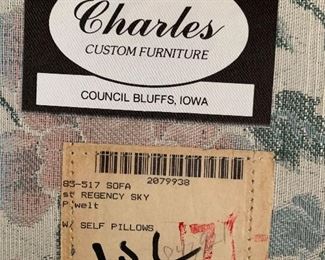 Charles
CUSTOM FURNITURE
COUNCIL BLUFFS, IOWA
2079938
85-517 SOFA
st REGENCY SKY
P welt
W/ SELF PILLOWS